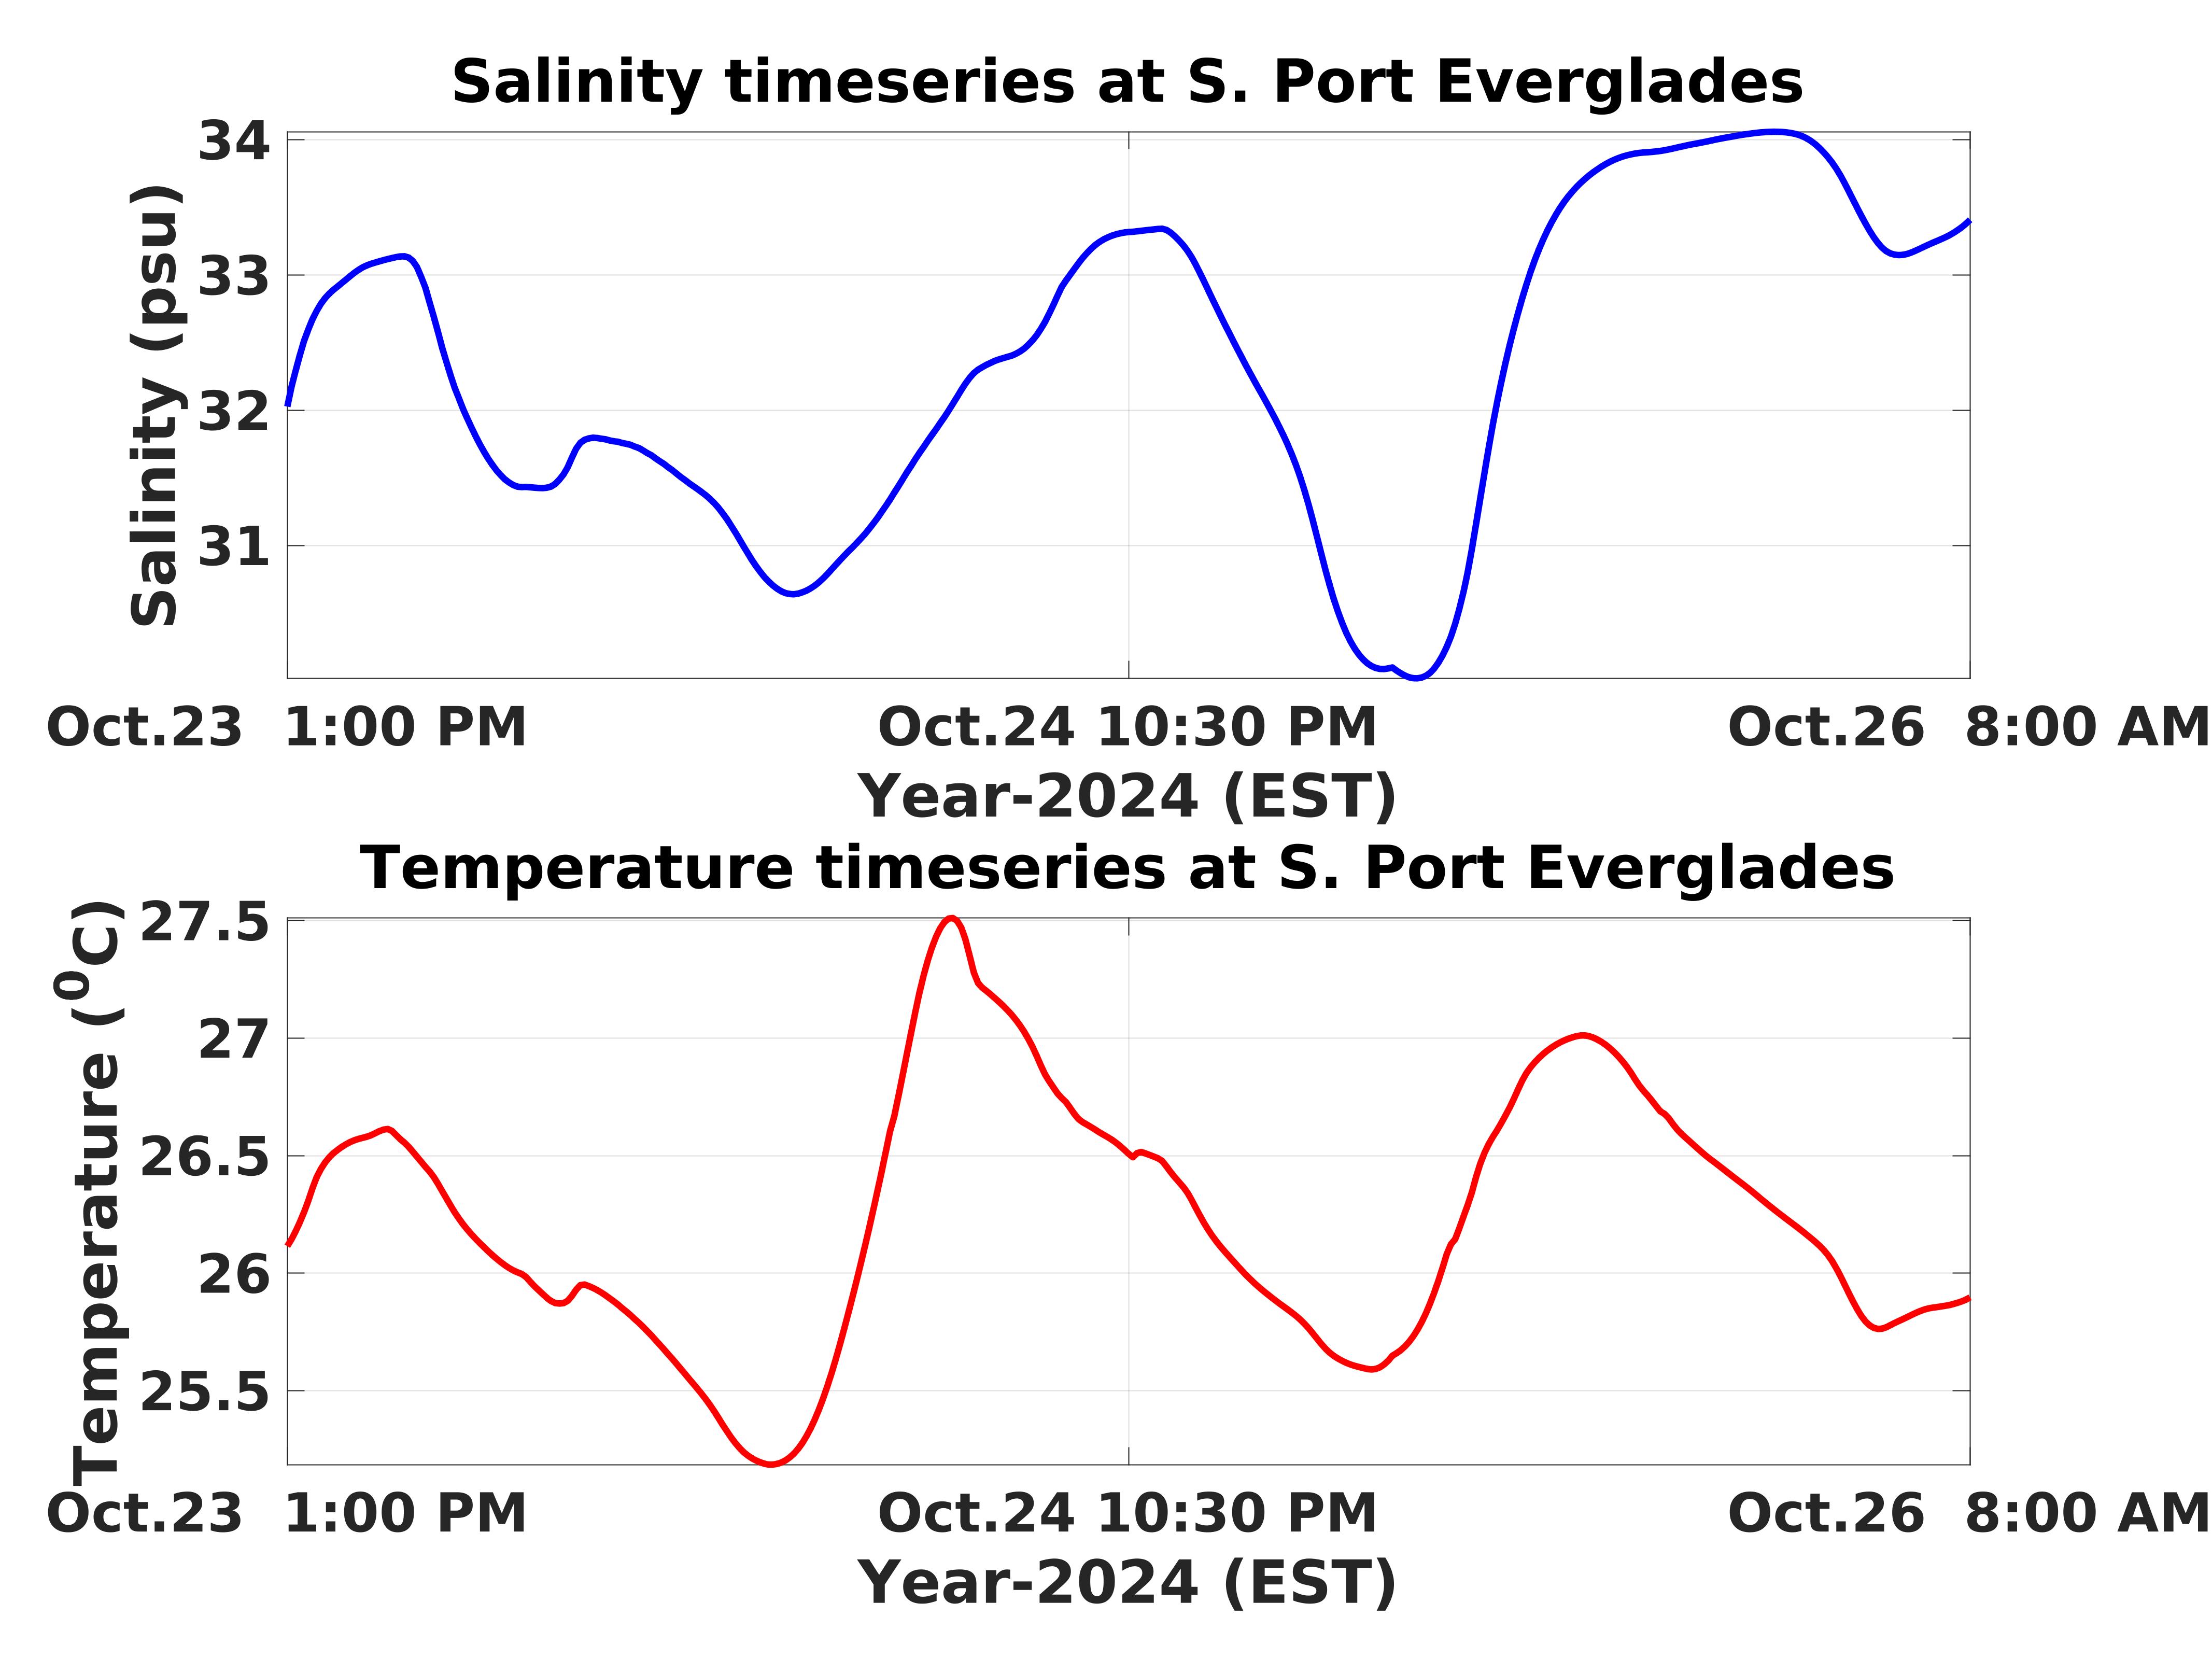 Salinity timeseries at S. Port Everglades
Salinity (psu)
34
33
32
31
Oct.23  1:00 PM
Oct.24 10:30 PM
Oct.26  8:00 AM
Year-2024 (EST)
Temperature timeseries at S. Port Everglades
Temperature (⁰C)
27.5
27
26.5
26
25.5
Oct.23  1:00 PM
Oct.24 10:30 PM
Oct.26  8:00 AM
Year-2024 (EST)